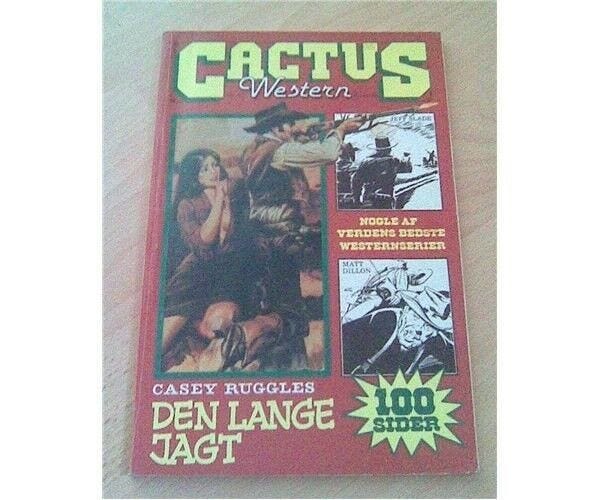 CACTUS
Western
JEFF SLADE
NOGLE AF
VERDENS BEDSTE
WESTERNSERIER
MATT
DILLON
CASEY RUGGLES
DEN LANGE
JAGT
100
SIDER